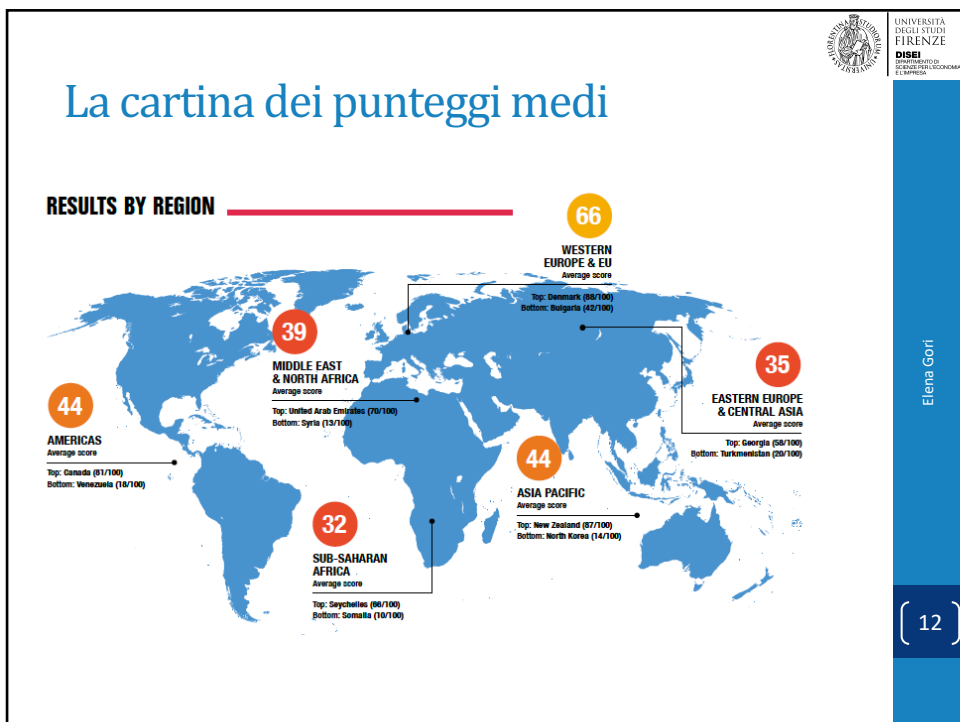 UNIVERSITÀ
DEGLI STUDI
FIRENZE
DISEI
DIPARTIMENTO DI
SCIENZE PER L'ECONOMIA
E L'IMPRESA
La cartina dei punteggi medi
RESULTS BY REGION
66
WESTERN
EUROPE & EU
Average score
Top: Denmark (88/100)
Bottom: Bulgaria (42/100)
39
MIDDLE EAST
& NORTH AFRICA
Average score
Top: United Arab Emirates (70/100)
Bottom: Syria (13/100)
35
EASTERN EUROPE
& CENTRAL ASIA
Average score
Top: Georgia (58/100)
Bottom: Turkmenistan (20/100)
44
AMERICAS
Average score
Top: Canada (81/100)
Bottom: Venezuela (18/100)
44
ASIA PACIFIC
Average score
Top: New Zealand (87/100)
Bottom: North Korea (14/100)
32
SUB-SAHARAN
AFRICA
Average score
Top: Seychelles (66/100)
Bottom: Somalia (10/100)
Elena Gori
12